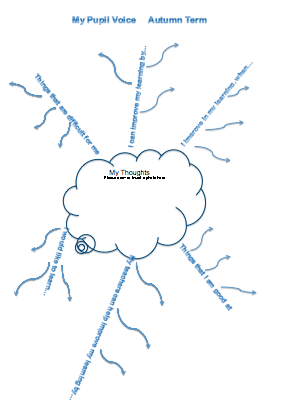 My Pupil Voice Autumn Term
I can improve my learning by...
I improve in my learning, when...
Things that are difficult for me
My Thoughts
Things that I am good at
I would like to learn....
My teachers can help improve my learning by...